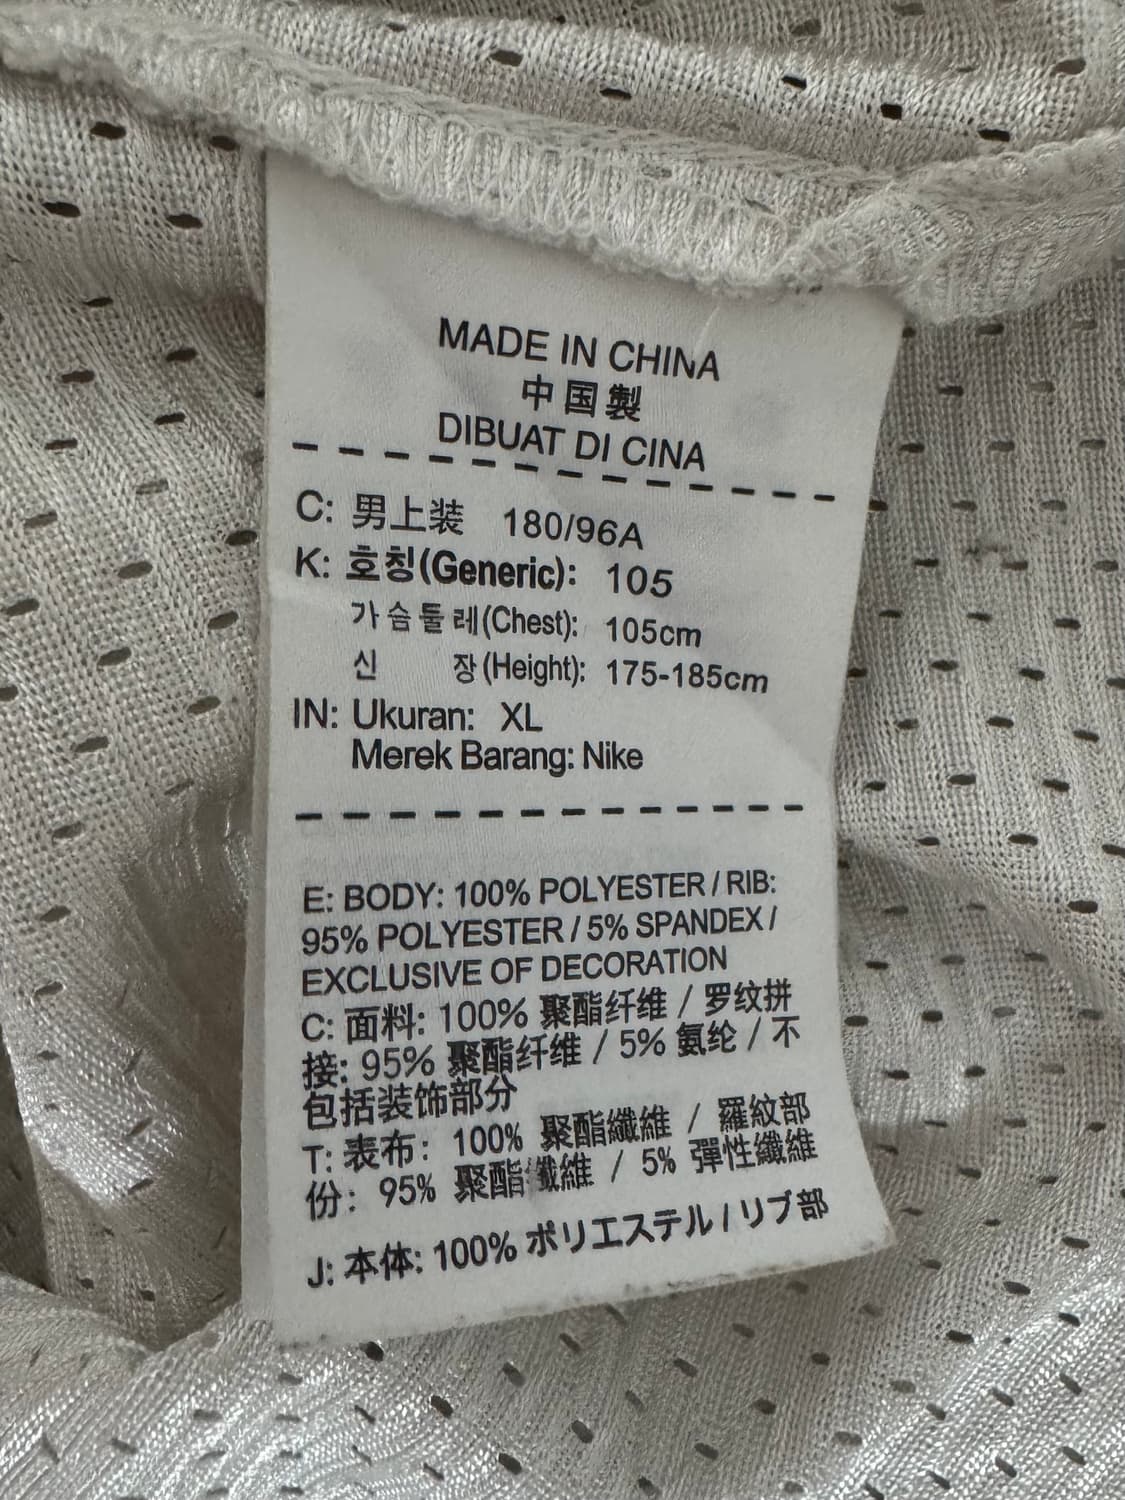 MADE IN CHINA
中国製
DIBUAT DI CINA
C: 男上装 180/96A
K: 호칭(Generic): 105
가슴둘레(Chest): 105cm
신 장(Height): 175-185cm
IN: Ukuran: XL
Merek Barang: Nike
E: BODY: 100% POLYESTER / RIB:
95% POLYESTER / 5% SPANDEX /
EXCLUSIVE OF DECORATION
C: 面料: 100% 聚酯纤维 / 罗纹拼
接: 95% 聚酯纤维 / 5% 氨纶 / 不
包括装饰部分
T: 表布: 100% 聚酯纖維 / 羅紋部
份: 95% 聚酯纖維 / 5% 彈性纖維
J: 本体: 100% ポリエステル / リブ部